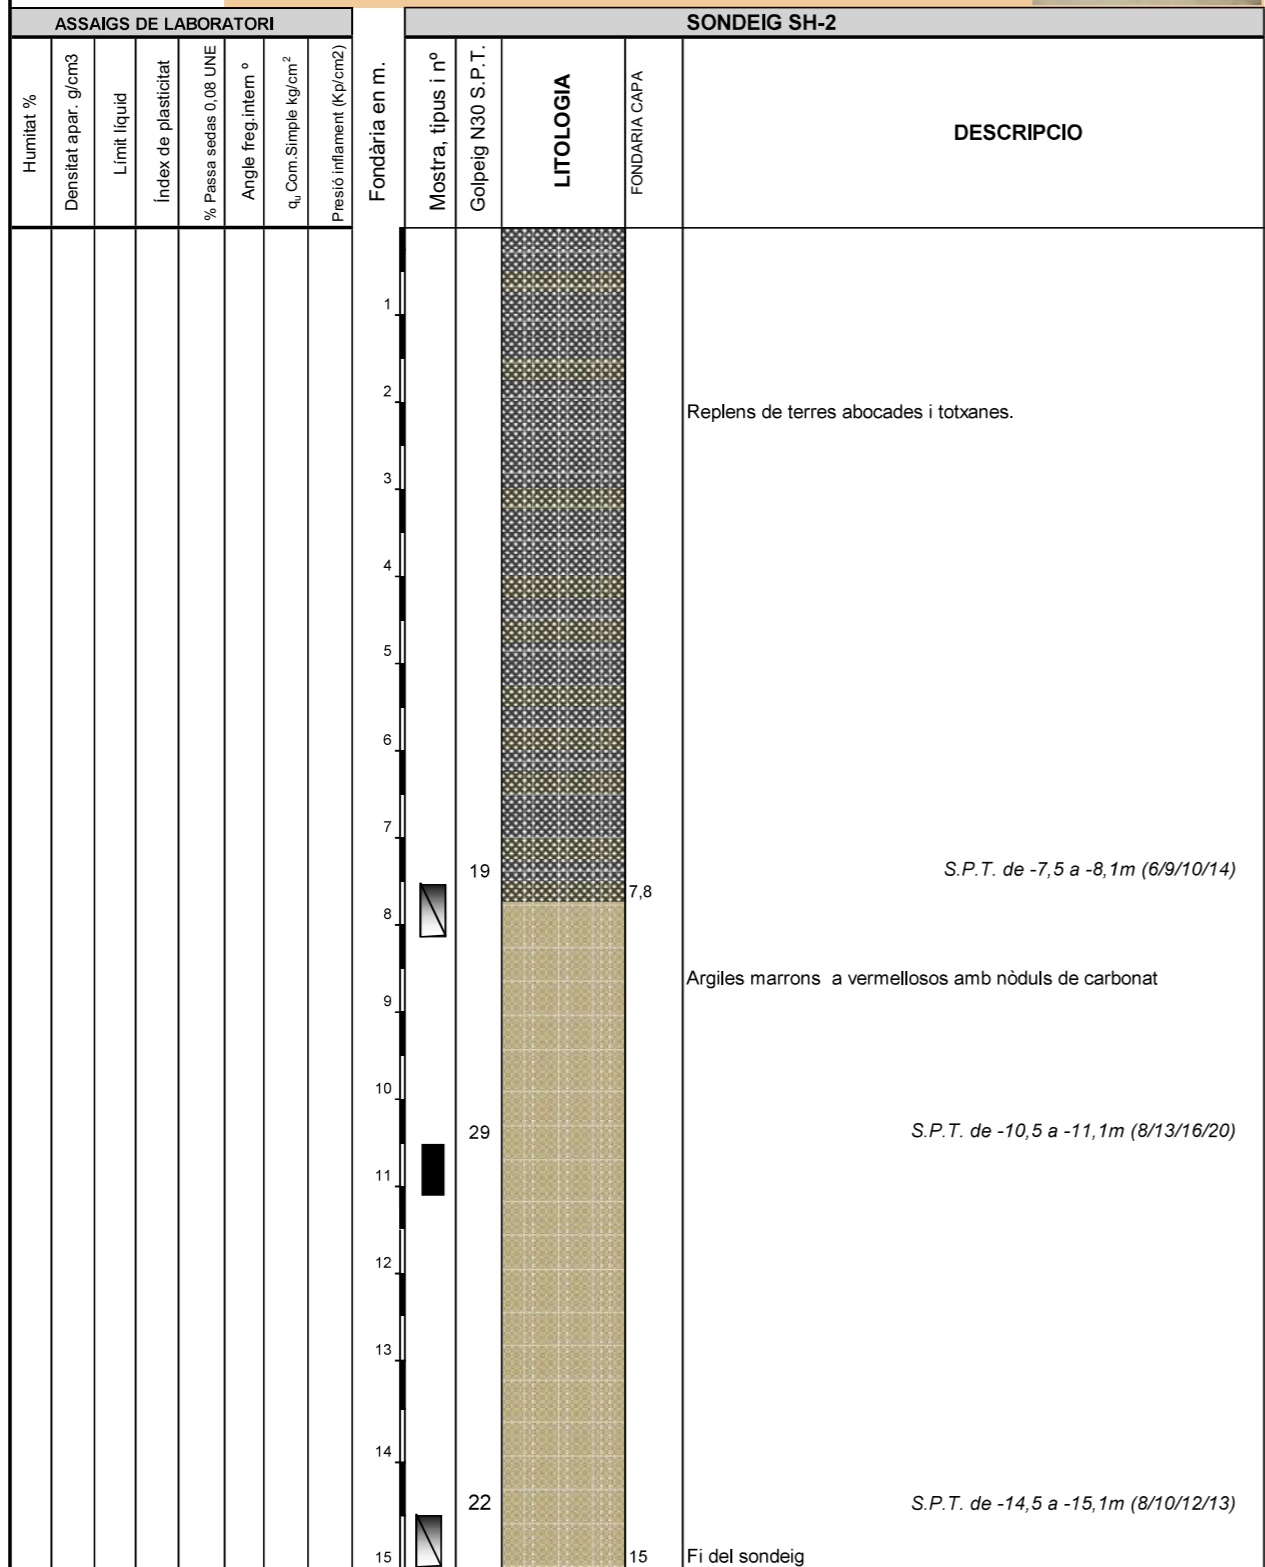 ASSAIGS DE LABORATORI
SONDEIG SH-2
Humitat %
Densitat apar. g/cm3
Límit líquid
Índex de plasticitat
% Passa sedas 0,08 UNE
Angle freg.intern º
qu Com.Simple kg/cm2
Presió inflament (Kp/cm2)
Fondària en m.
Mostra, tipus i nº
Golpeig N30 S.P.T.
LITOLOGIA
FONDARIA CAPA
DESCRIPCIO
1
2
Replens de terres abocades i totxanes.
3
4
5
6
7
19
S.P.T. de -7,5 a -8,1m (6/9/10/14)
7,8
8
Argiles marrons a vermellosos amb nòduls de carbonat
9
10
29
S.P.T. de -10,5 a -11,1m (8/13/16/20)
11
12
13
14
22
S.P.T. de -14,5 a -15,1m (8/10/12/13)
15
15
Fi del sondeig